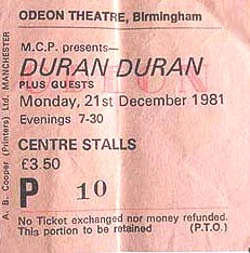 ODEON THEATRE, Birmingham
M.C.P. presents—
DURAN DURAN
PLUS GUESTS
Monday, 21st December 1981
Evenings 7-30
CENTRE STALLS
£3.50
P 10
No Ticket exchanged nor money refunded.
This portion to be retained (P.T.O.)
A. B. Cooper (Printers) Ltd. MANCHESTER